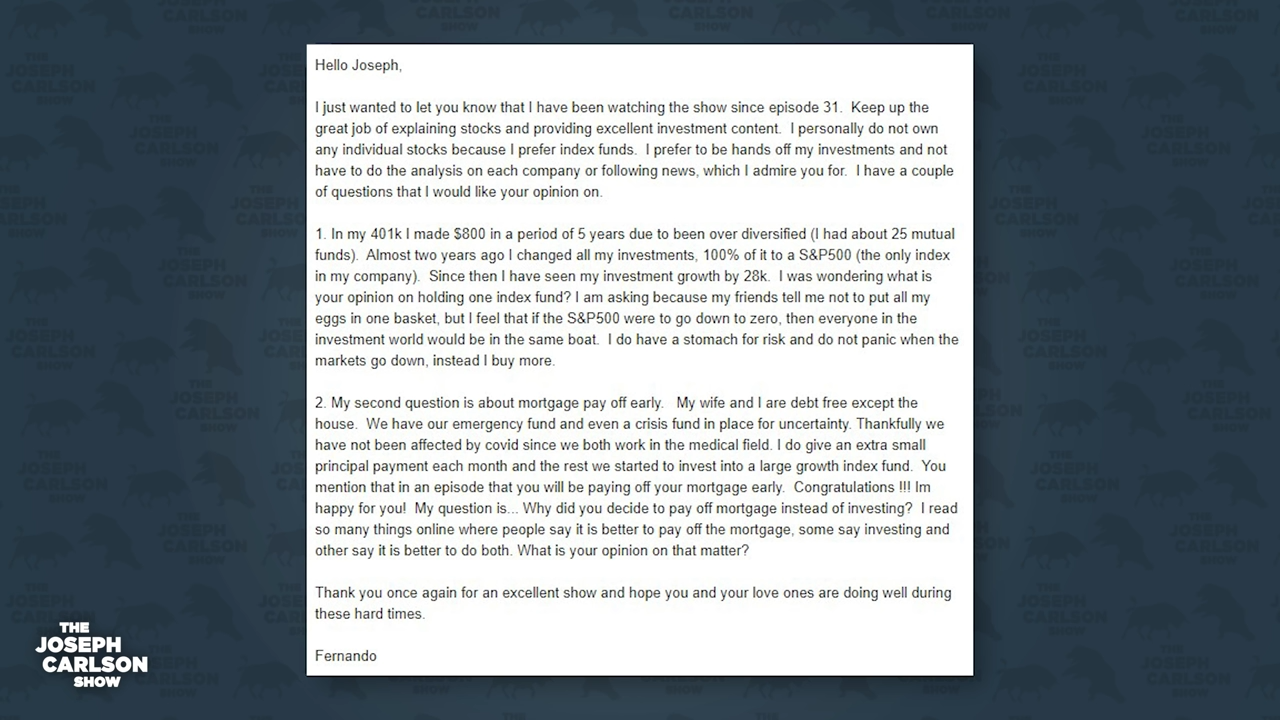 Hello Joseph,
I just wanted to let you know that I have been watching the show since episode 31.  Keep up the
great job of explaining stocks and providing excellent investment content.  I personally do not own
any individual stocks because I prefer index funds.  I prefer to be hands off my investments and not
have to do the analysis on each company or following news, which I admire you for.  I have a couple
of questions that I would like your opinion on.
1. In my 401k I made $800 in a period of 5 years due to been over diversified (I had about 25 mutual
funds).  Almost two years ago I changed all my investments, 100% of it to a S&P500 (the only index
in my company).  Since then I have seen my investment growth by 28k.  I was wondering what is
your opinion on holding one index fund? I am asking because my friends tell me not to put all my
eggs in one basket, but I feel that if the S&P500 were to go down to zero, then everyone in the
investment world would be in the same boat.  I do have a stomach for risk and do not panic when the
markets go down, instead I buy more.
2. My second question is about mortgage pay off early.   My wife and I are debt free except the
house.  We have our emergency fund and even a crisis fund in place for uncertainty. Thankfully we
have not been affected by covid since we both work in the medical field. I do give an extra small
principal payment each month and the rest we started to invest into a large growth index fund.  You
mention that in an episode that you will be paying off your mortgage early.  Congratulations !!! Im
happy for you!  My question is... Why did you decide to pay off mortgage instead of investing?  I read
so many things online where people say it is better to pay off the mortgage, some say investing and
other say it is better to do both. What is your opinion on that matter?
Thank you once again for an excellent show and hope you and your love ones are doing well during
these hard times.
Fernando
THE
JOSEPH
CARLSON
SHOW